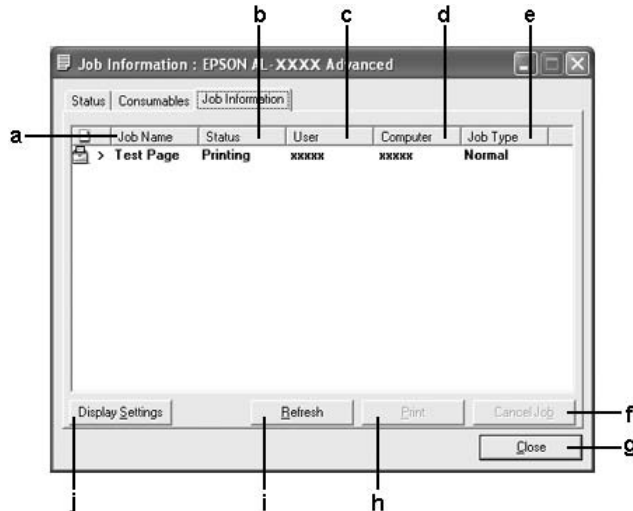 b c d e
Job Information : EPSON AL-XXXX Advanced
Status Consumables Job Information
a Job Name Status User Computer Job Type
> Test Page Printing xxxxx xxxxx Normal
Display Settings Refresh Print Cancel Job f
Close g
j i h